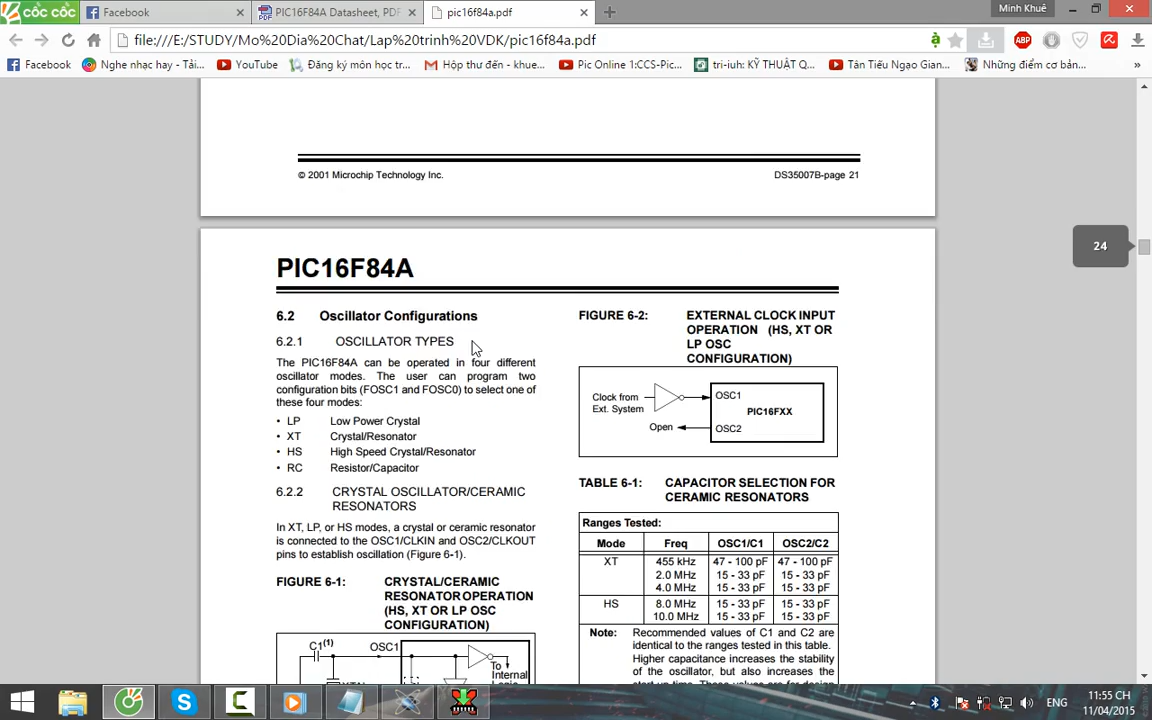 CỐC CỐC
Facebook
PIC16F84A Datasheet, PDF
pic16f84a.pdf
Minh Khuê
file:///E:/STUDY/Mo%20Dia%20Chat/Lap%20trinh%20VDK/pic16f84a.pdf
Facebook
Nghe nhạc hay - Tải...
YouTube
Đăng ký môn học tr...
Hộp thư đến - khue...
Pic Online 1:CCS-Pic...
tri-iuh: KỸ THUẬT Q...
Tân Tiếu Ngạo Gian...
Những điểm cơ bản...
© 2001 Microchip Technology Inc.
DS35007B-page 21
24
PIC16F84A
6.2 Oscillator Configurations
6.2.1 OSCILLATOR TYPES
The PIC16F84A can be operated in four different
oscillator modes. The user can program two
configuration bits (FOSC1 and FOSC0) to select one of
these four modes:
• LP Low Power Crystal
• XT Crystal/Resonator
• HS High Speed Crystal/Resonator
• RC Resistor/Capacitor
6.2.2 CRYSTAL OSCILLATOR/CERAMIC
RESONATORS
In XT, LP, or HS modes, a crystal or ceramic resonator
is connected to the OSC1/CLKIN and OSC2/CLKOUT
pins to establish oscillation (Figure 6-1).
FIGURE 6-1: CRYSTAL/CERAMIC
RESONATOR OPERATION
(HS, XT OR LP OSC
CONFIGURATION)
C1(1)
OSC1
To
Internal
FIGURE 6-2: EXTERNAL CLOCK INPUT
OPERATION (HS, XT OR
LP OSC
CONFIGURATION)
Clock from
Ext. System
OSC1
PIC16FXX
Open
OSC2
TABLE 6-1: CAPACITOR SELECTION FOR
CERAMIC RESONATORS
Ranges Tested:
Mode Freq OSC1/C1 OSC2/C2
XT 455 kHz 47 - 100 pF 47 - 100 pF
2.0 MHz 15 - 33 pF 15 - 33 pF
4.0 MHz 15 - 33 pF 15 - 33 pF
HS 8.0 MHz 15 - 33 pF 15 - 33 pF
10.0 MHz 15 - 33 pF 15 - 33 pF
Note: Recommended values of C1 and C2 are
identical to the ranges tested in this table.
Higher capacitance increases the stability
of the oscillator, but also increases the
ENG
11:55 CH
11/04/2015